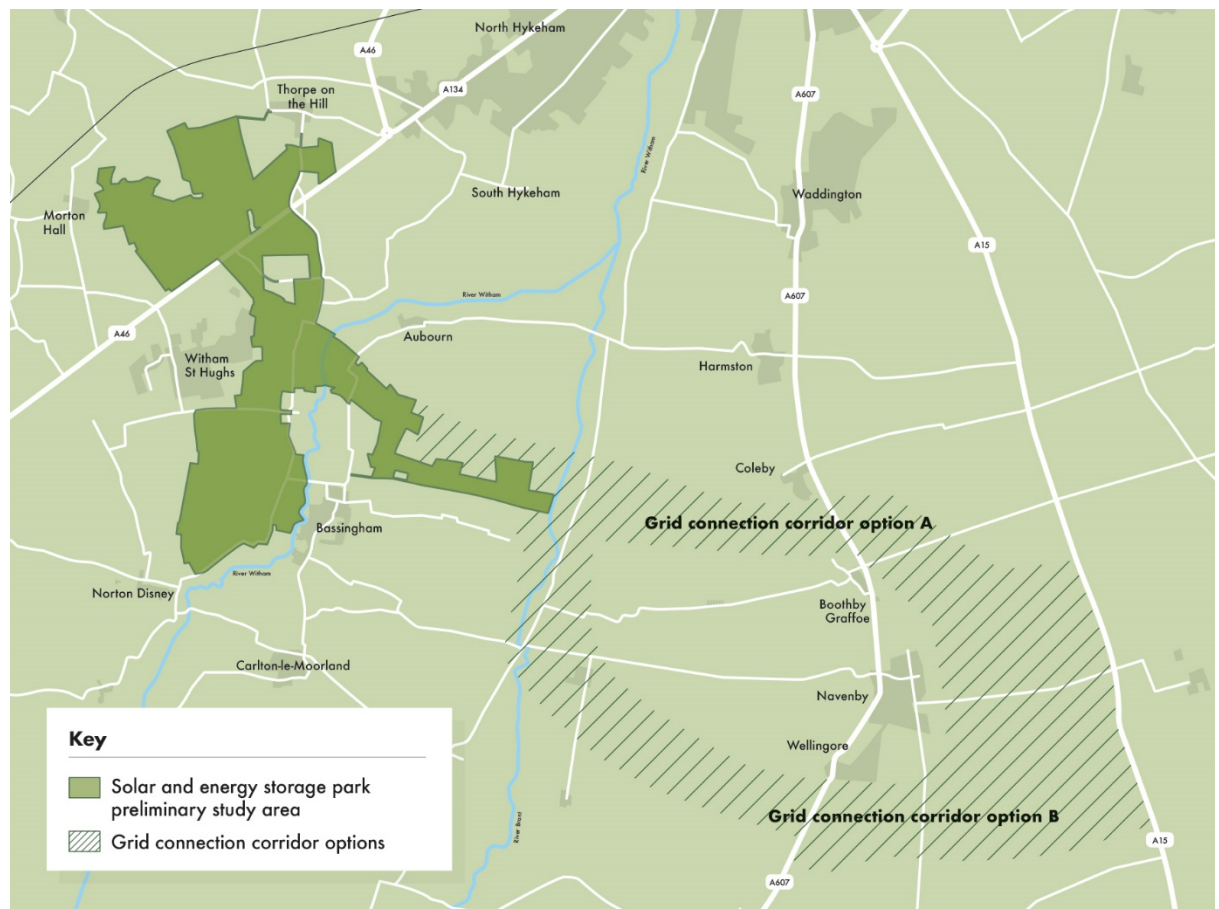 North Hykeham
A46
Thorpe on
the Hill
A134
A607
River Witham
Morton
Hall
South Hykeham
Waddington
A15
River Witham
A607
A46
Aubourn
Witham
St Hughs
Harmston
Coleby
Grid connection corridor option A
Bassingham
River Witham
Norton Disney
Boothby
Graffoe
Carlton-le-Moorland
Navenby
Wellingore
Grid connection corridor option B
River Brant
A15
A607
Key
Solar and energy storage park
preliminary study area
Grid connection corridor options